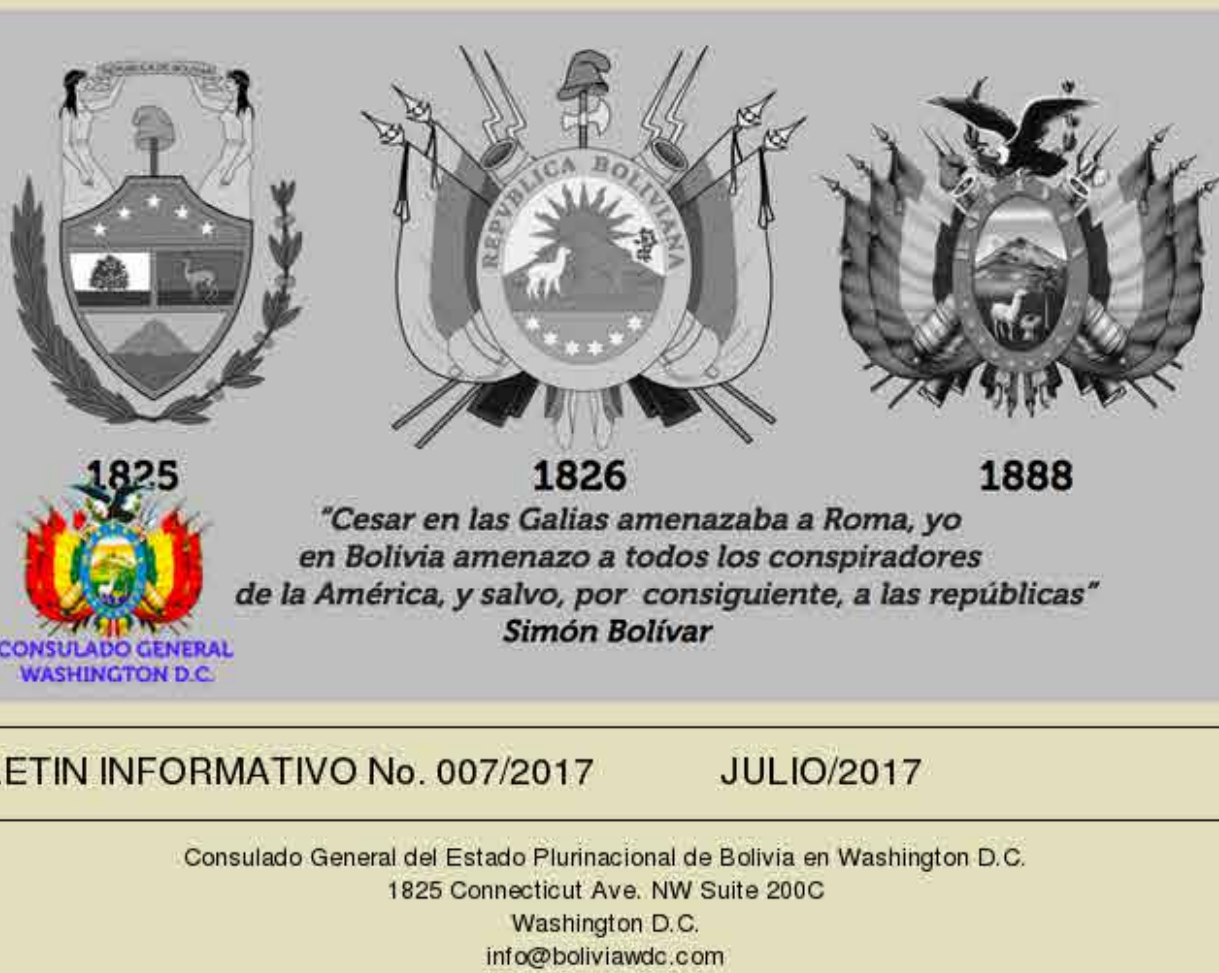 REPÚBLICA DE BOLIVAR
REPVBLICA BOLIVIANA
1825
1826
1888
"Cesar en las Galias amenazaba a Roma, yo
en Bolivia amenazo a todos los conspiradores
de la América, y salvo, por consiguiente, a las repúblicas"
Simón Bolívar
CONSULADO GENERAL
WASHINGTON D.C.
ETIN INFORMATIVO No. 007/2017 JULIO/2017
Consulado General del Estado Plurinacional de Bolivia en Washington D.C.
1825 Connecticut Ave. NW Suite 200C
Washington D.C.
info@boliviawdc.com